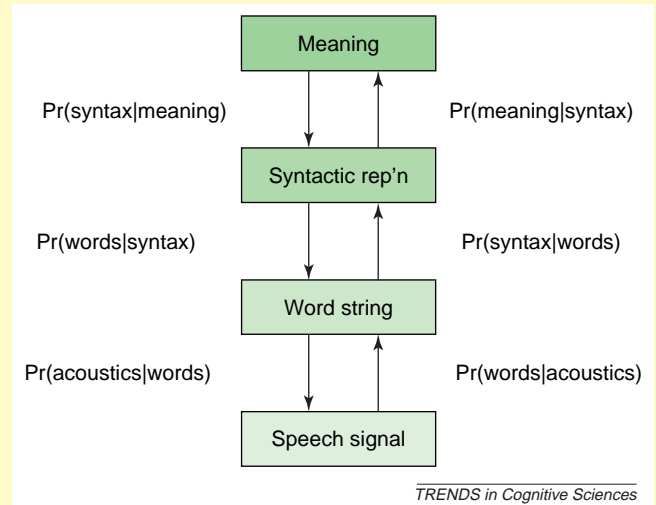 Meaning
Pr(syntax|meaning)
Pr(meaning|syntax)
Syntactic rep'n
Pr(words|syntax)
Pr(syntax|words)
Word string
Pr(acoustics|words)
Pr(words|acoustics)
Speech signal
TRENDS in Cognitive Sciences